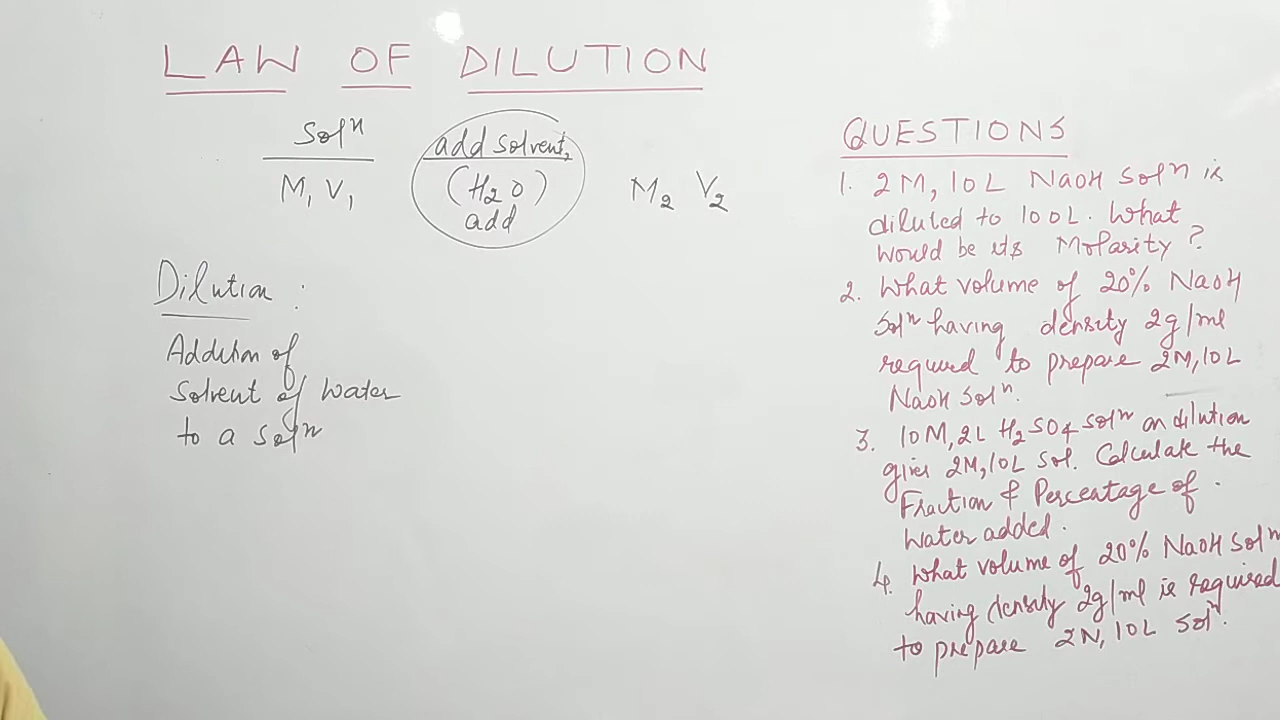 LAW OF DILUTION
Solⁿ
M₁ V₁
add solvent,
(H₂O)
add
M₂ V₂
Dilution :
Addition of
Solvent of water
to a solⁿ
QUESTIONS
1. 2M, 10L NaOH Solⁿ is
diluted to 100L. What
would be its Molarity?
2. What volume of 20% NaOH
Solⁿ having density 2g/ml
required to prepare 2M, 10L
NaOH Solⁿ.
3. 10M, 2L H₂SO₄ solⁿ on dilution
gives 2M, 10L Sol. Calculate the
Fraction & Percentage of
Water added.
4. What volume of 20% NaOH Solⁿ
having density 2g/ml is required
to prepare 2N, 10L Solⁿ.